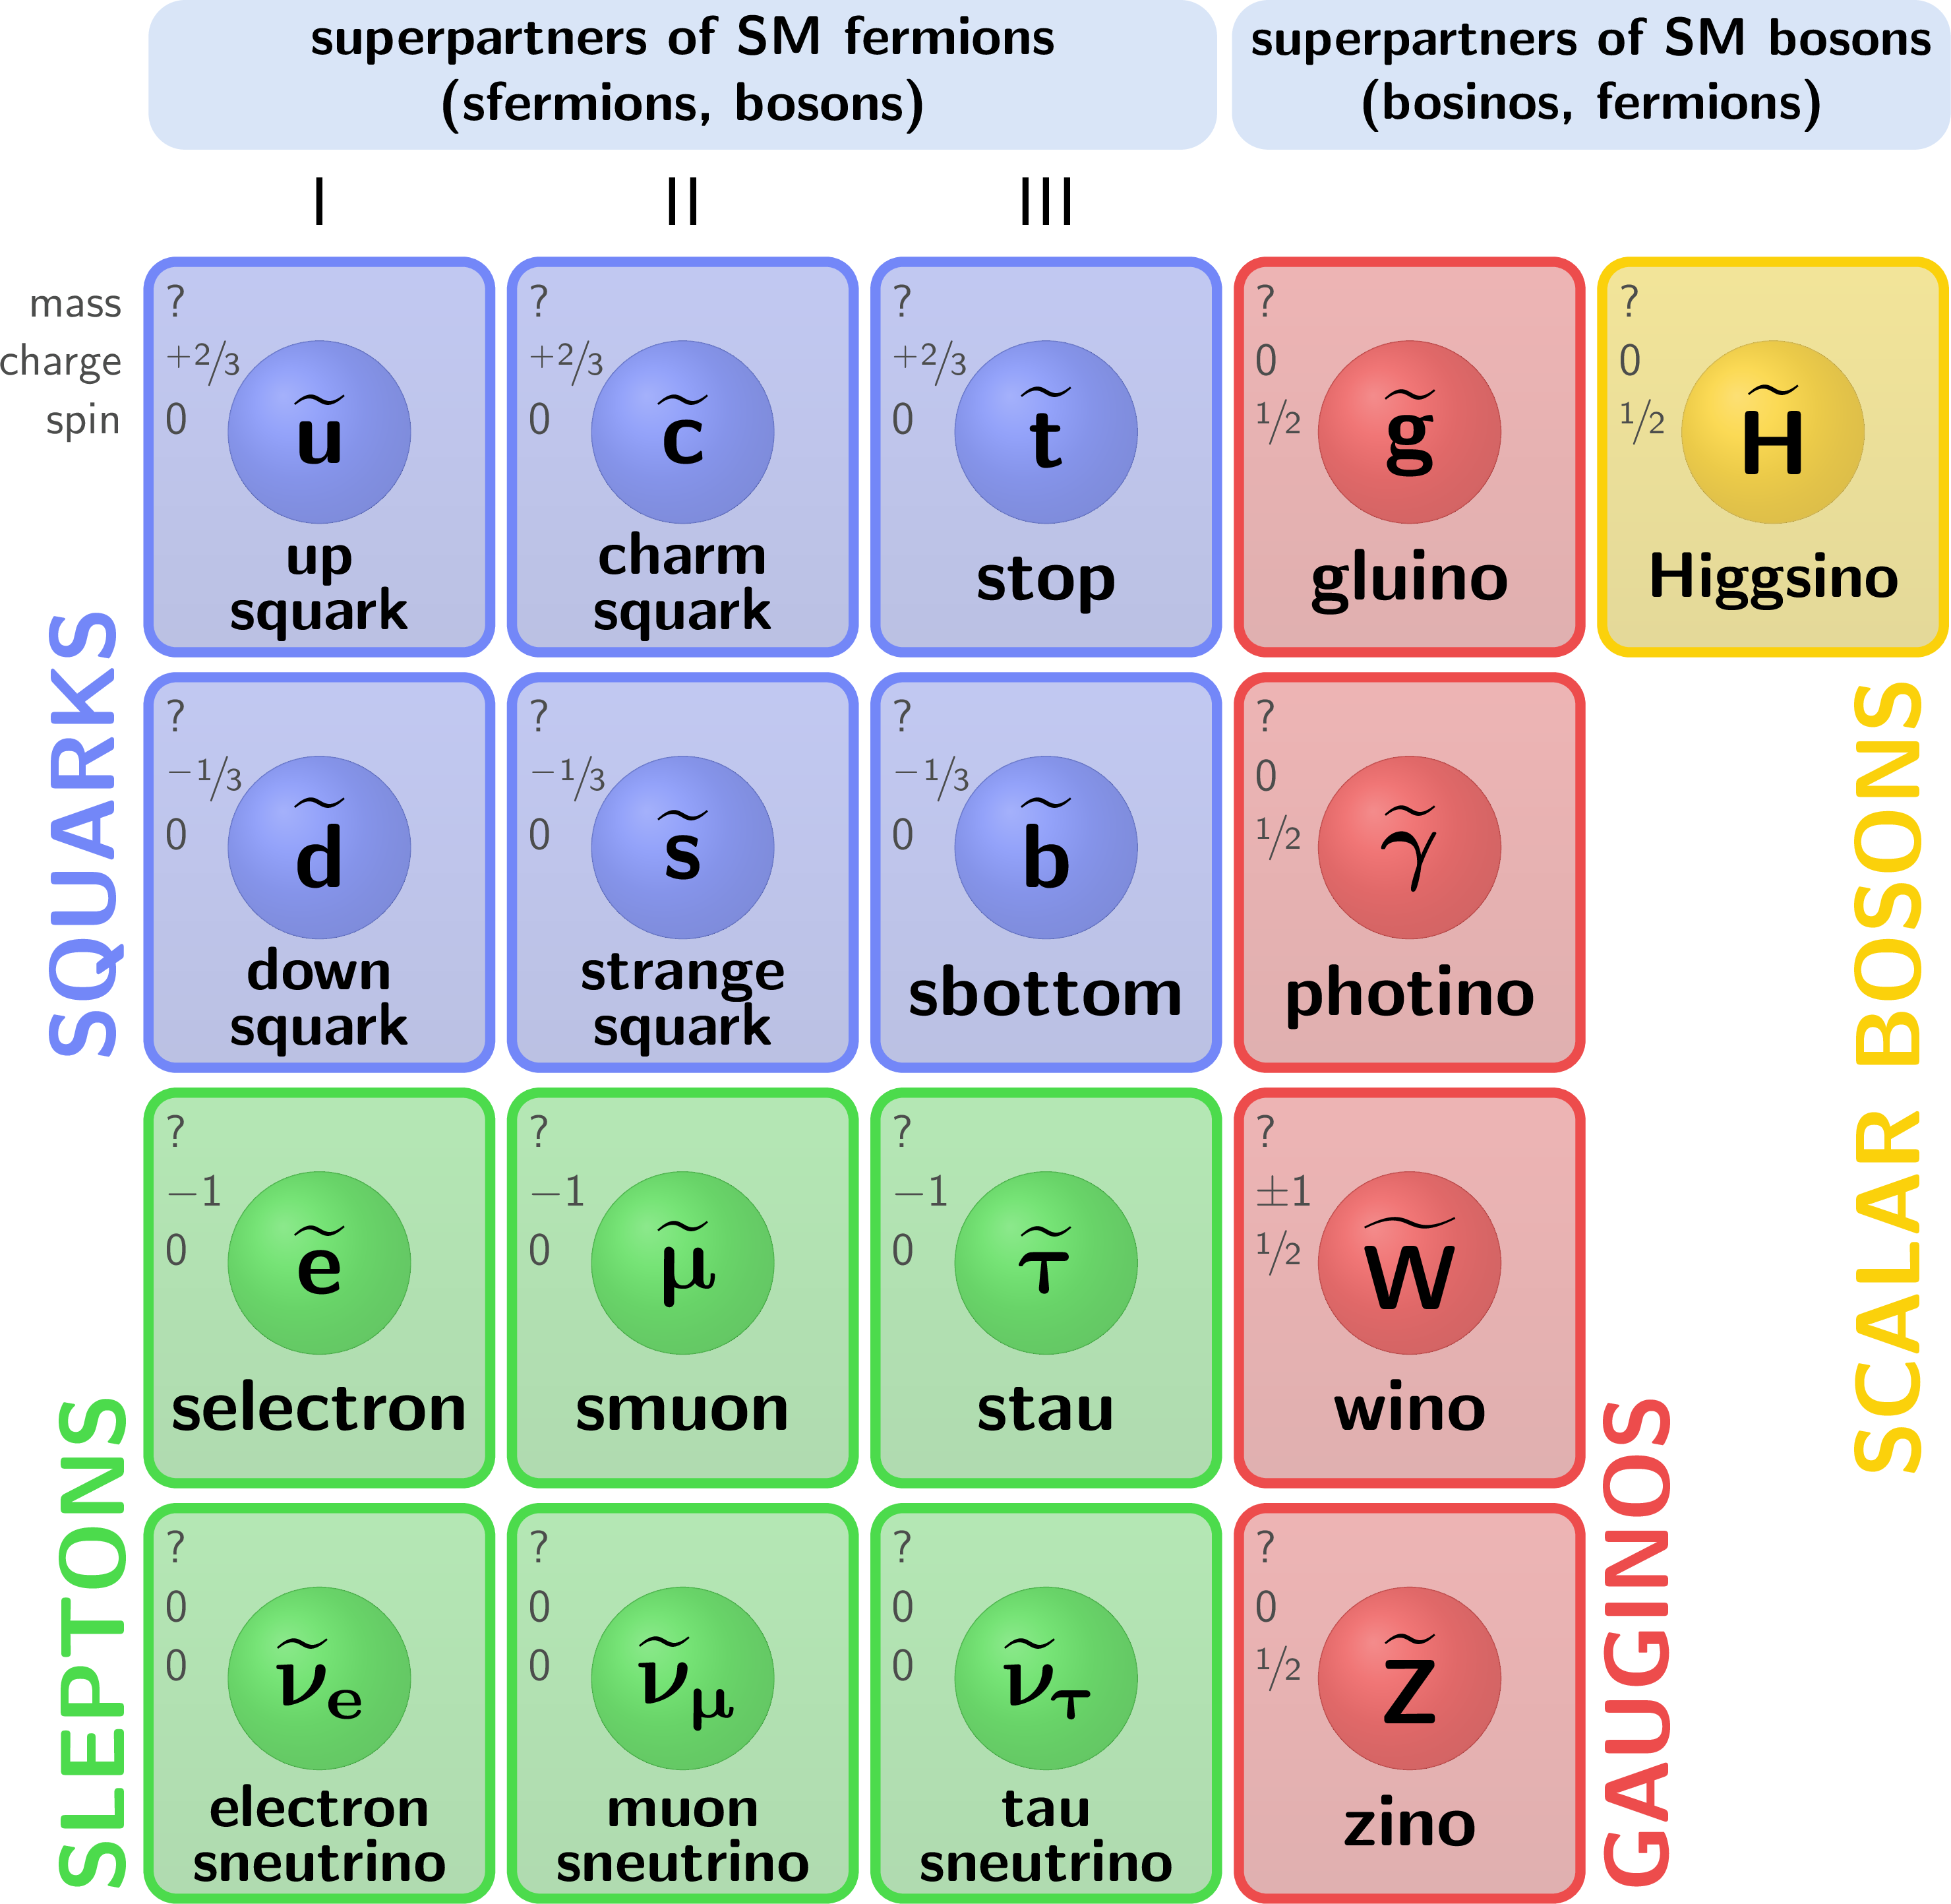 superpartners of SM fermions
(sfermions, bosons)
superpartners of SM bosons
(bosinos, fermions)
I
II
III
mass
charge
spin
?
+2/3
0
ũ
up
squark
?
+2/3
0
c̃
charm
squark
?
+2/3
0
t̃
stop
?
0
1/2
g̃
gluino
?
0
1/2
H̃
Higgsino
SQUARKS
?
−1/3
0
d̃
down
squark
?
−1/3
0
s̃
strange
squark
?
−1/3
0
b̃
sbottom
?
0
1/2
γ̃
photino
SCALAR BOSONS
?
−1
0
ẽ
selectron
?
−1
0
μ̃
smuon
?
−1
0
τ̃
stau
?
±1
1/2
W̃
wino
SLEPTONS
?
0
0
ν̃e
electron
sneutrino
?
0
0
ν̃μ
muon
sneutrino
?
0
0
ν̃τ
tau
sneutrino
?
0
1/2
Z̃
zino
GAUGINOS